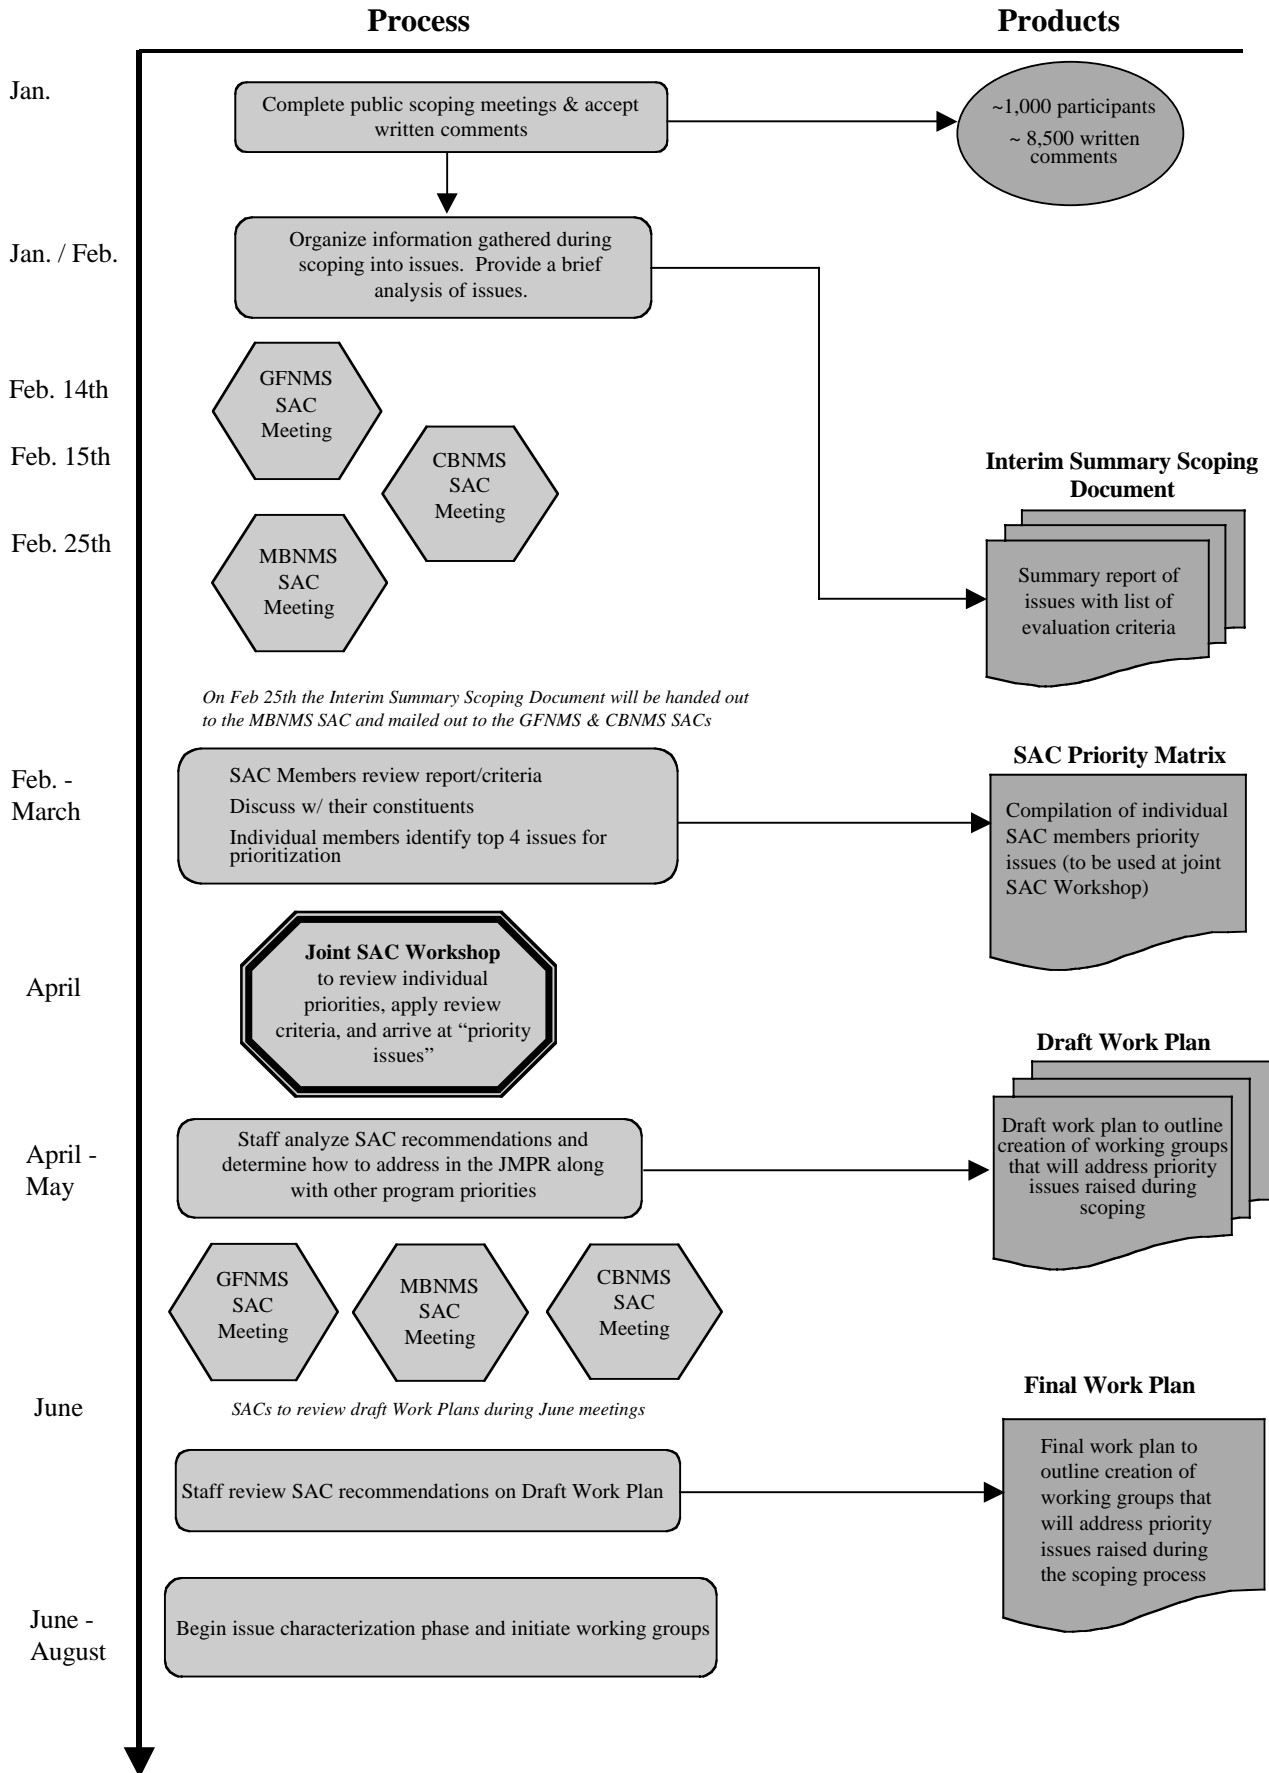 Process
Products
Jan.
Complete public scoping meetings & accept
written comments
~1,000 participants
~ 8,500 written
comments
Jan. / Feb.
Organize information gathered during
scoping into issues.  Provide a brief
analysis of issues.
Feb. 14th
GFNMS
SAC
Meeting
Feb. 15th
CBNMS
SAC
Meeting
Feb. 25th
MBNMS
SAC
Meeting
Interim Summary Scoping
Document
Summary report of
issues with list of
evaluation criteria
On Feb 25th the Interim Summary Scoping Document will be handed out
to the MBNMS SAC and mailed out to the GFNMS & CBNMS SACs
Feb. -
March
SAC Members review report/criteria
Discuss w/ their constituents
Individual members identify top 4 issues for
prioritization
SAC Priority Matrix
Compilation of individual
SAC members priority
issues (to be used at joint
SAC Workshop)
April
Joint SAC Workshop
to review individual
priorities, apply review
criteria, and arrive at “priority
issues”
April -
May
Staff analyze SAC recommendations and
determine how to address in the JMPR along
with other program priorities
Draft Work Plan
Draft work plan to outline
creation of working groups
that will address priority
issues raised during
scoping
GFNMS
SAC
Meeting
MBNMS
SAC
Meeting
CBNMS
SAC
Meeting
June
SACs to review draft Work Plans during June meetings
Staff review SAC recommendations on Draft Work Plan
Final Work Plan
Final work plan to
outline creation of
working groups that
will address priority
issues raised during
the scoping process
June -
August
Begin issue characterization phase and initiate working groups